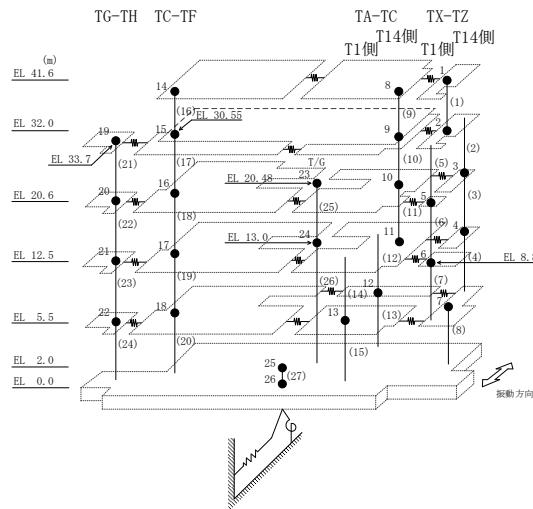 TG-TH TC-TF TA-TC TX-TZ
T14側 T14側
T1側 T1側
(m)
EL 41.6
14 8 1
(16) EL 30.55 (9) (1)
EL 32.0
19 15 9 2
EL 33.7
(21) (17) T/G (10) (5) (2)
EL 20.6
EL 20.48 23 10 3
20 16 5 (3)
(22) (18) (25) (11) (6)
EL 12.5
EL 13.0 24 11 4
21 17 6 EL 8.5
(23) (19) (12) (4)
(26) (14) 12 (7)
EL 5.5
22 18 13 (13) 7
(24) (20) (15) (8)
EL 2.0
25
EL 0.0
26 (27)
振動方向